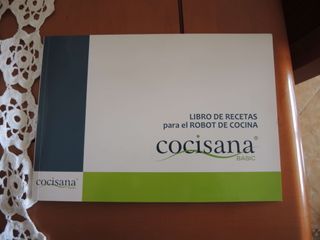 LIBRO DE RECETAS
para el ROBOT DE COCINA
cocisana®
BASIC
cocisana